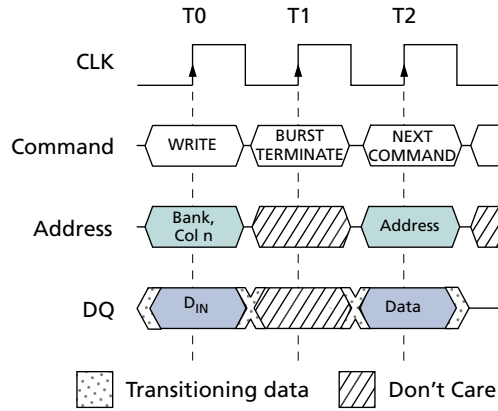 T0 T1 T2
CLK
Command WRITE BURST TERMINATE NEXT COMMAND
Address Bank, Col n Address
DQ DIN Data
Transitioning data Don't Care